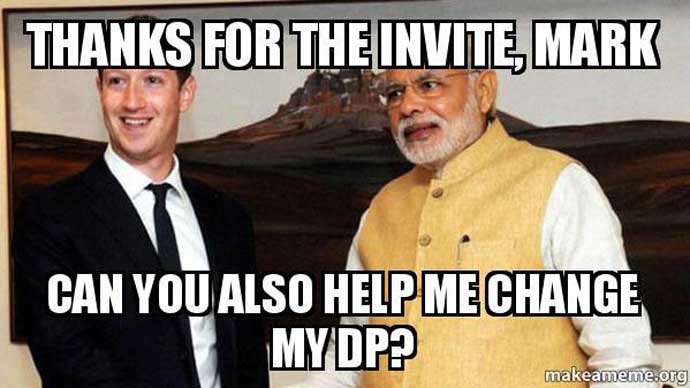 THANKS FOR THE INVITE, MARK
CAN YOU ALSO HELP ME CHANGE
MY DP?
makeameme.org